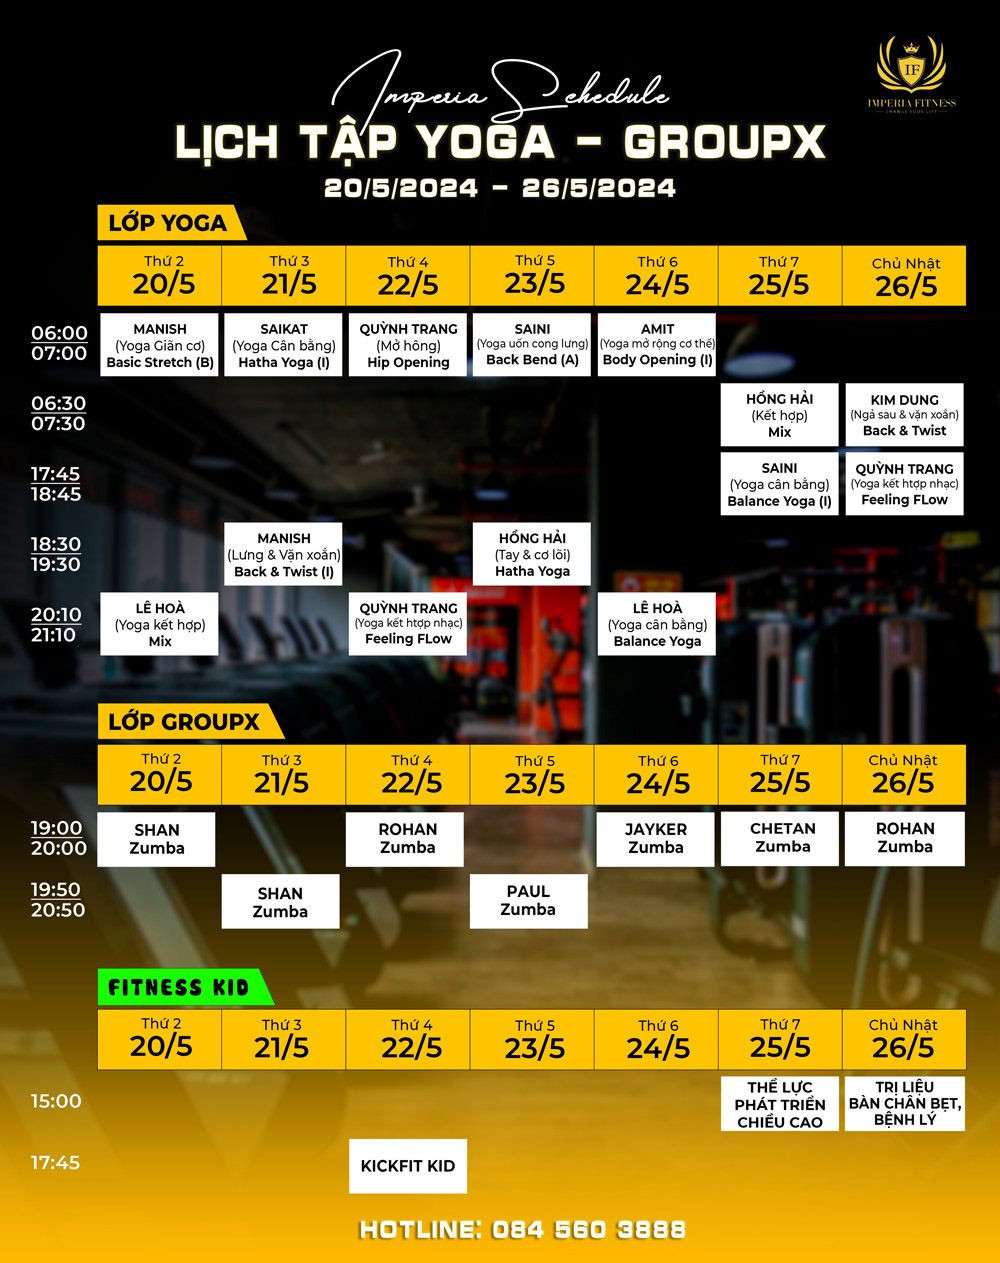 Imperia Schedule
IF
IMPERIA FITNESS
CHANGE YOUR LIFE
LỊCH TẬP YOGA - GROUPX
20/5/2024 - 26/5/2024
LỚP YOGA
Thứ 2
20/5
Thứ 3
21/5
Thứ 4
22/5
Thứ 5
23/5
Thứ 6
24/5
Thứ 7
25/5
Chủ Nhật
26/5
06:00
07:00
MANISH
(Yoga Giãn cơ)
Basic Stretch (B)
SAIKAT
(Yoga Cân bằng)
Hatha Yoga (I)
QUỲNH TRANG
(Mở hông)
Hip Opening
SAINI
(Yoga uốn cong lưng)
Back Bend (A)
AMIT
(Yoga mở rộng cơ thể)
Body Opening (I)
06:30
07:30
HỒNG HẢI
(Kết hợp)
Mix
KIM DUNG
(Ngả sau & vặn xoắn)
Back & Twist
17:45
18:45
SAINI
(Yoga cân bằng)
Balance Yoga (I)
QUỲNH TRANG
(Yoga kết htợp nhạc)
Feeling FLow
18:30
19:30
MANISH
(Lưng & Vặn xoắn)
Back & Twist (I)
HỒNG HẢI
(Tay & cơ lõi)
Hatha Yoga
20:10
21:10
LÊ HOÀ
(Yoga kết hợp)
Mix
QUỲNH TRANG
(Yoga kết htợp nhạc)
Feeling FLow
LÊ HOÀ
(Yoga cân bằng)
Balance Yoga
LỚP GROUPX
Thứ 2
20/5
Thứ 3
21/5
Thứ 4
22/5
Thứ 5
23/5
Thứ 6
24/5
Thứ 7
25/5
Chủ Nhật
26/5
19:00
20:00
SHAN
Zumba
ROHAN
Zumba
JAYKER
Zumba
CHETAN
Zumba
ROHAN
Zumba
19:50
20:50
SHAN
Zumba
PAUL
Zumba
FITNESS KID
Thứ 2
20/5
Thứ 3
21/5
Thứ 4
22/5
Thứ 5
23/5
Thứ 6
24/5
Thứ 7
25/5
Chủ Nhật
26/5
15:00
THỂ LỰC
PHÁT TRIỂN
CHIỀU CAO
TRỊ LIỆU
BÀN CHÂN BẸT,
BỆNH LÝ
17:45
KICKFIT KID
HOTLINE: 084 560 3888